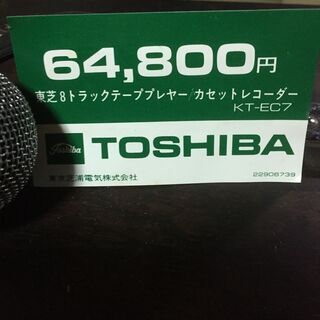 64,800円
東芝8トラックテーププレヤー/カセットレコーダー
KT-EC7
Toshiba TOSHIBA
東京芝浦電気株式会社 22906739